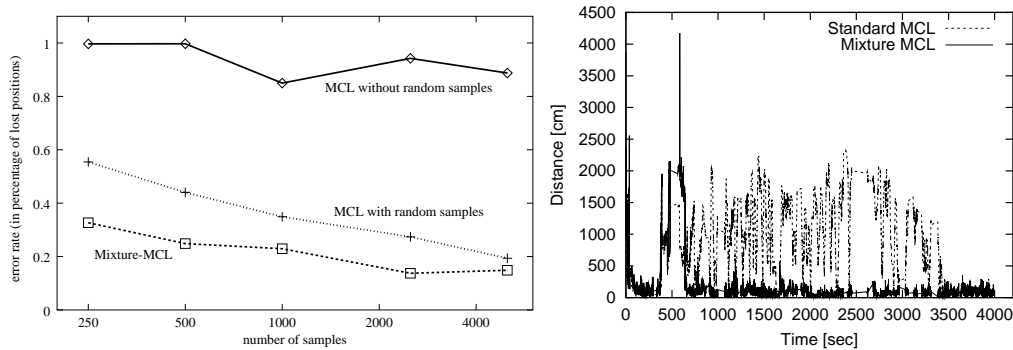 1
0.8
0.6
0.4
0.2
0
error rate (in percentage of lost positions)
MCL without random samples
MCL with random samples
Mixture-MCL
250 500 1000 2000 4000
number of samples
4500
4000
3500
3000
2500
2000
1500
1000
500
0
Distance [cm]
Standard MCL
Mixture MCL
0 500 1000 1500 2000 2500 3000 3500 4000
Time [sec]